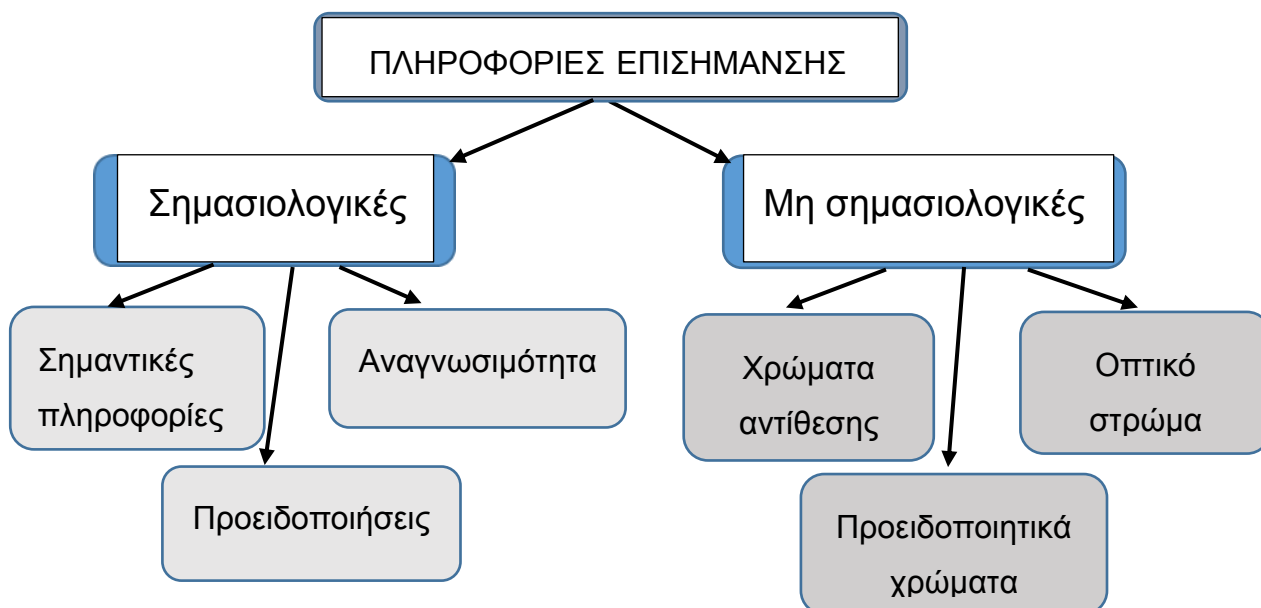 ΠΛΗΡΟΦΟΡΙΕΣ ΕΠΙΣΗΜΑΝΣΗΣ
Σημασιολογικές
Μη σημασιολογικές
Σημαντικές
πληροφορίες
Αναγνωσιμότητα
Προειδοποιήσεις
Χρώματα
αντίθεσης
Οπτικό
στρώμα
Προειδοποιητικά
χρώματα